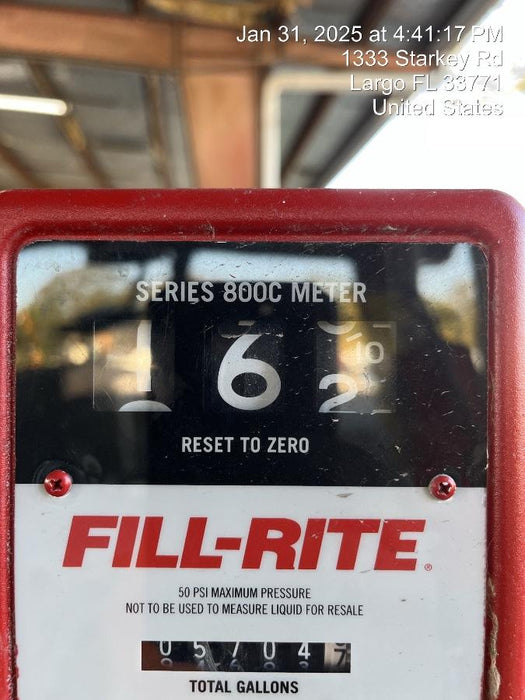 Jan 31, 2025 at 4:41:17 PM
1333 Starkey Rd
Largo FL 33771
United States
SERIES 800C METER
1 6 2 /10
RESET TO ZERO
FILL-RITE®
50 PSI MAXIMUM PRESSURE
NOT TO BE USED TO MEASURE LIQUID FOR RESALE
0 5 7 0 4 7
TOTAL GALLONS